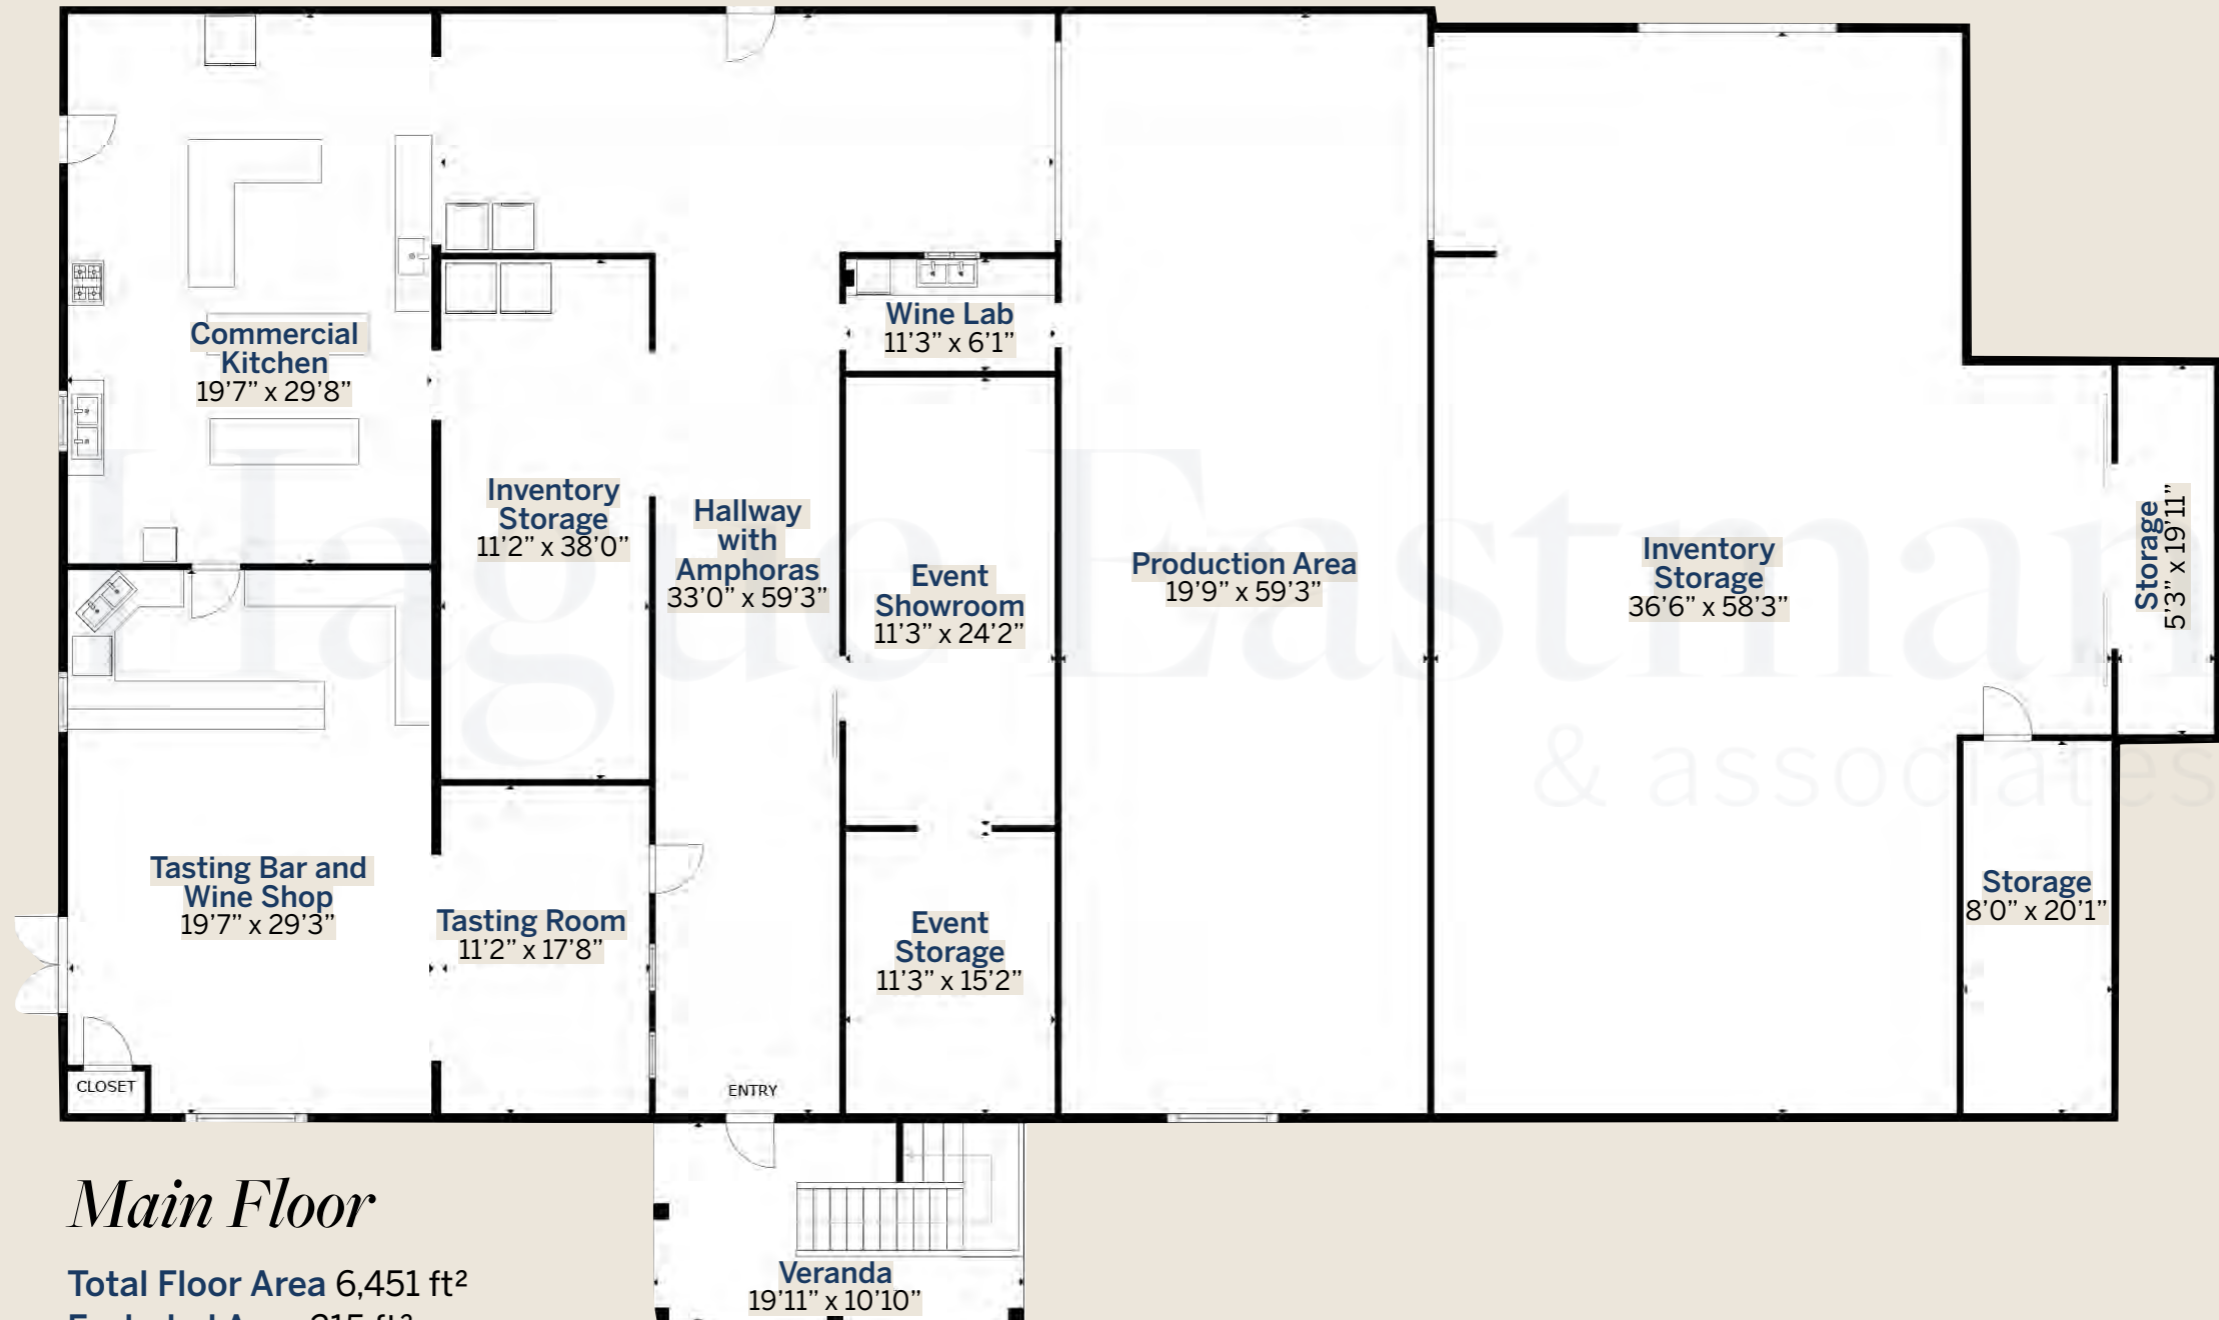 Commercial
Kitchen
19'7" x 29'8"
Wine Lab
11'3" x 6'1"
Inventory
Storage
11'2" x 38'0"
Hallway
with
Amphoras
33'0" x 59'3"
Event
Showroom
11'3" x 24'2"
Production Area
19'9" x 59'3"
Inventory
Storage
36'6" x 58'3"
Storage
5'3" x 19'11"
Hague Eastman
& associates
Tasting Bar and
Wine Shop
19'7" x 29'3"
Tasting Room
11'2" x 17'8"
Event
Storage
11'3" x 15'2"
Storage
8'0" x 20'1"
CLOSET
ENTRY
Main Floor
Total Floor Area 6,451 ft²
Veranda
19'11" x 10'10"